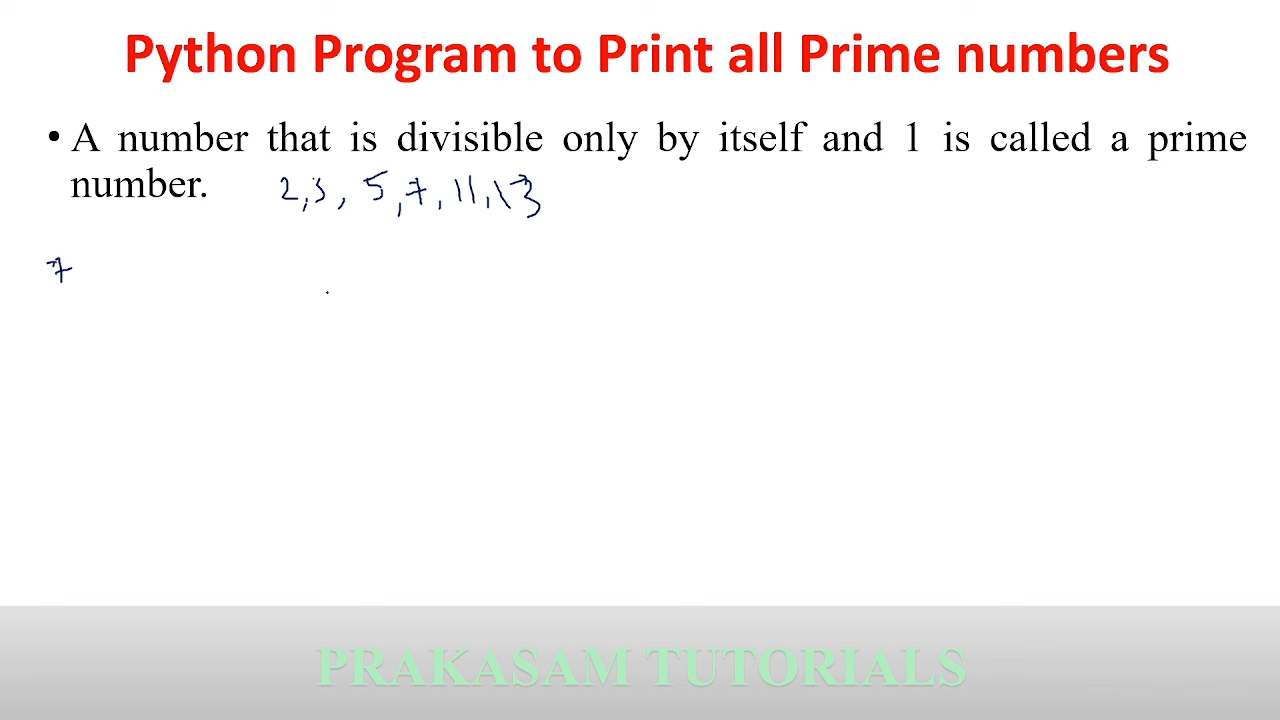 Python Program to Print all Prime numbers
• A number that is divisible only by itself and 1 is called a prime
number. 2,3, 5,7,11,13
7
PRAKASAM TUTORIALS